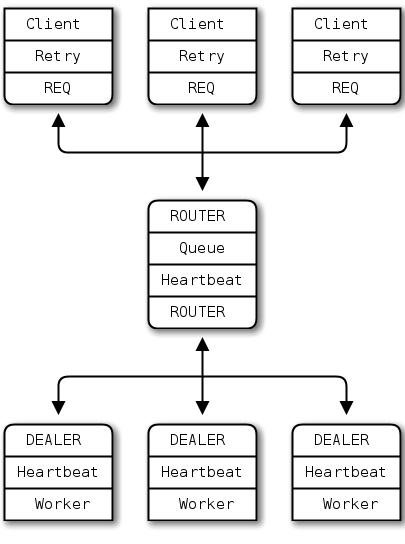 Client Client Client
Retry Retry Retry
REQ REQ REQ
ROUTER
Queue
Heartbeat
ROUTER
DEALER DEALER DEALER
Heartbeat Heartbeat Heartbeat
Worker Worker Worker